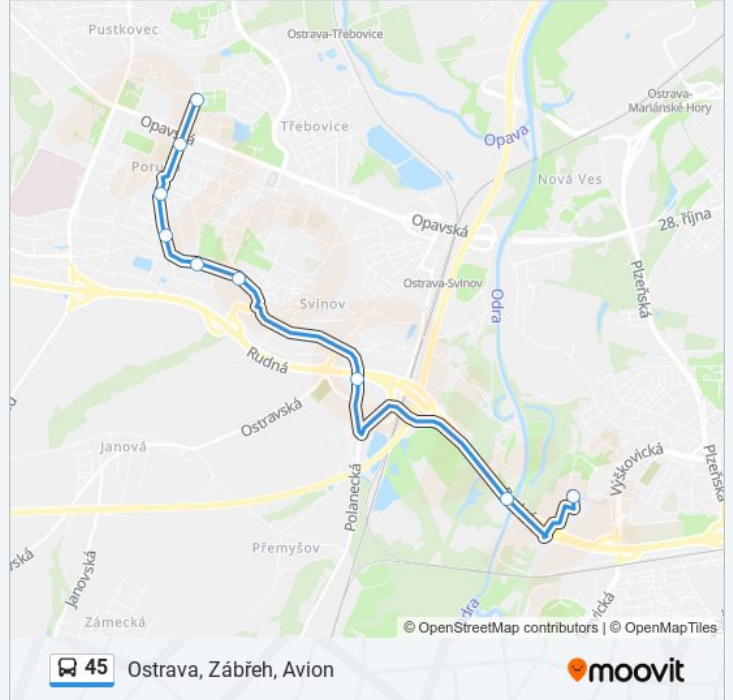 Pustkovec
Ostrava-Třebovice
Ostrava-
Mariánské Hory
Opavská
Třebovice
Opava
Nová Ves
Opavská
28. října
Plzeňská
Ostrava-Svinov
Odra
Svinov
Rudná
Ostravská
Janová
Výškovická
Plzeňská
Polanecká
Přemyšov
Janovská
Zámecká
© OpenStreetMap contributors | © OpenMapTiles
45 Ostrava, Zábřeh, Avion
moovit